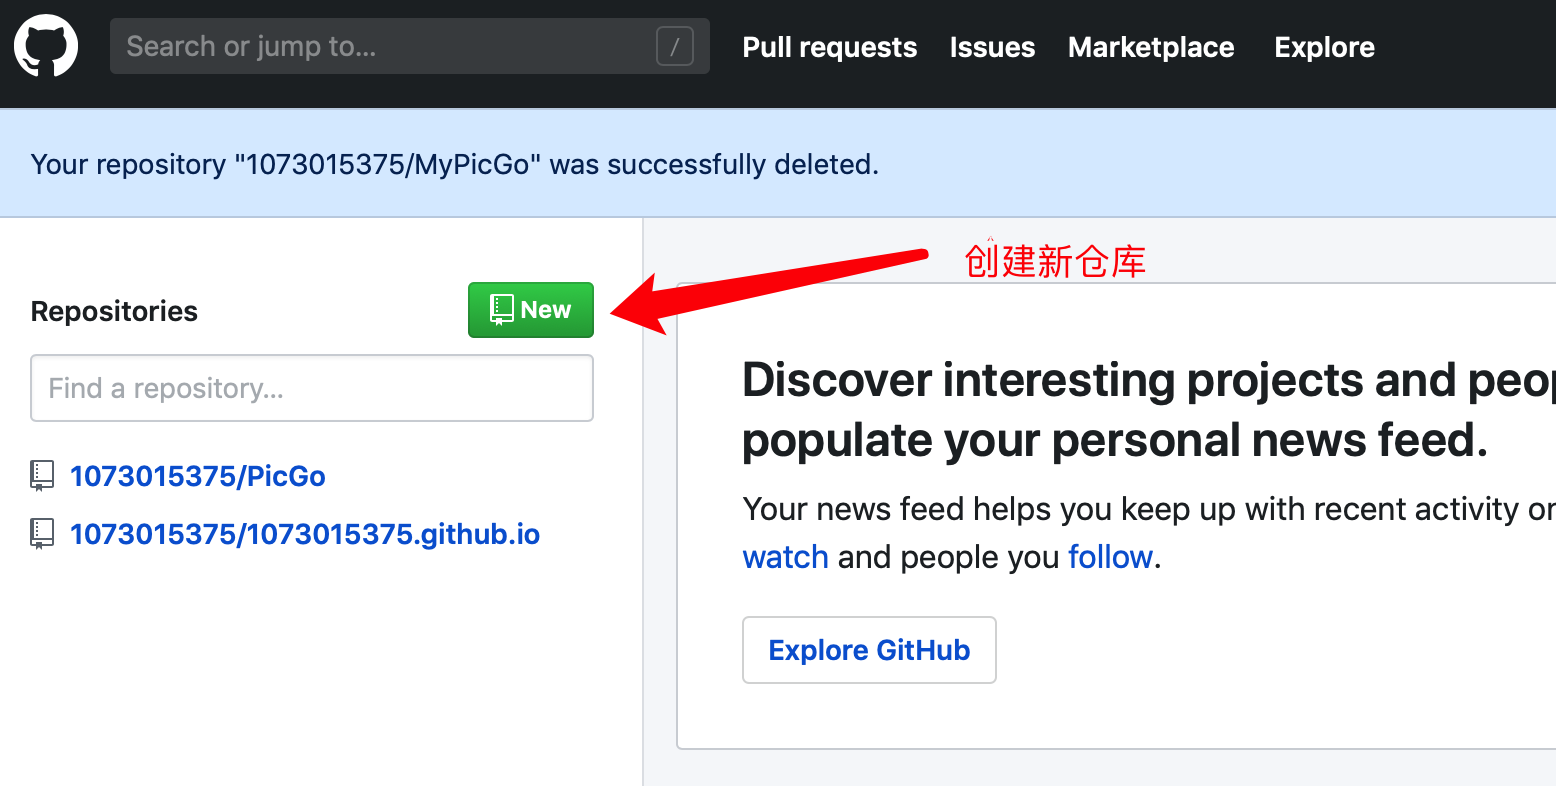 Search or jump to...
/
Pull requests
Issues
Marketplace
Explore
Your repository "1073015375/MyPicGo" was successfully deleted.
创建新仓库
Repositories
New
Find a repository...
1073015375/PicGo
1073015375/1073015375.github.io
Discover interesting projects and peop
populate your personal news feed.
Your news feed helps you keep up with recent activity on
watch and people you follow.
Explore GitHub